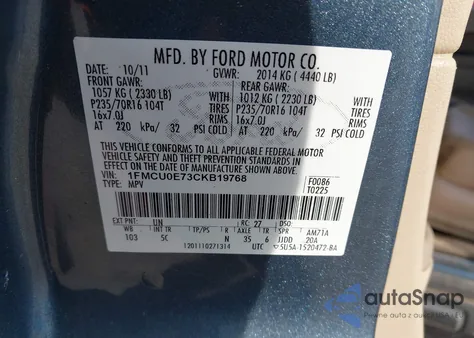 MFD. BY FORD MOTOR CO.
DATE: 10/11 GVWR: 2014 KG (4440 LB)
FRONT GAWR: REAR GAWR:
1057 KG (2330 LB) 1012 KG (2230 LB)
P235/70R16 104T TIRES P235/70R16 104T TIRES
16x7.0J RIMS 16x7.0J RIMS
AT 220 kPa/ 32 PSI COLD AT 220 kPa/ 32 PSI COLD
THIS VEHICLE CONFORMS TO ALL APPLICABLE FEDERAL MOTOR
VEHICLE SAFETY AND THEFT PREVENTION STANDARDS IN EFFECT ON THE
DATE OF MANUFACTURE SHOWN ABOVE.
VIN: 1FMCU0E73CKB19768 F0086
TYPE: MPV T0225
EXT PNT: UN RC: 27 DSO:
WB INT TR TP/PS R AXLE TR SPR AM71A
103 5C N 35 6 JJDD .20A
1201110271314 UTC 5U5A-1520472-BA
autoSnap
Pewne auta z USA